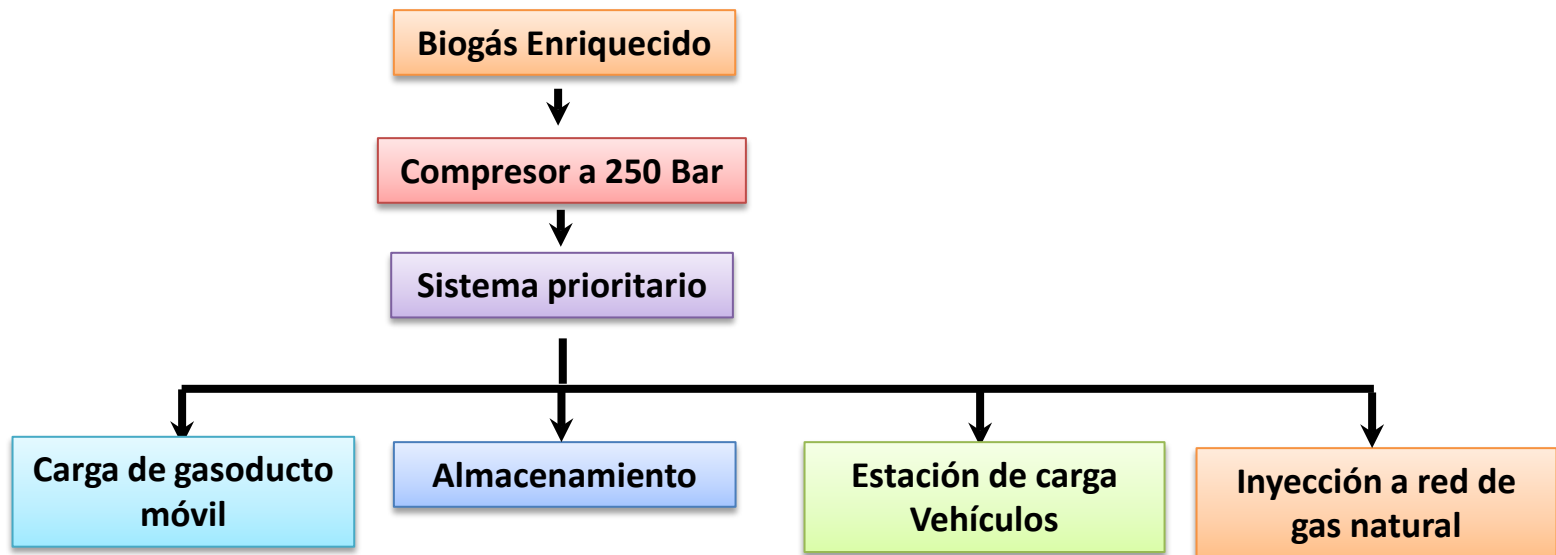 Biogás Enriquecido
Compresor a 250 Bar
Sistema prioritario
Carga de gasoducto
móvil
Almacenamiento
Estación de carga
Vehículos
Inyección a red de
gas natural